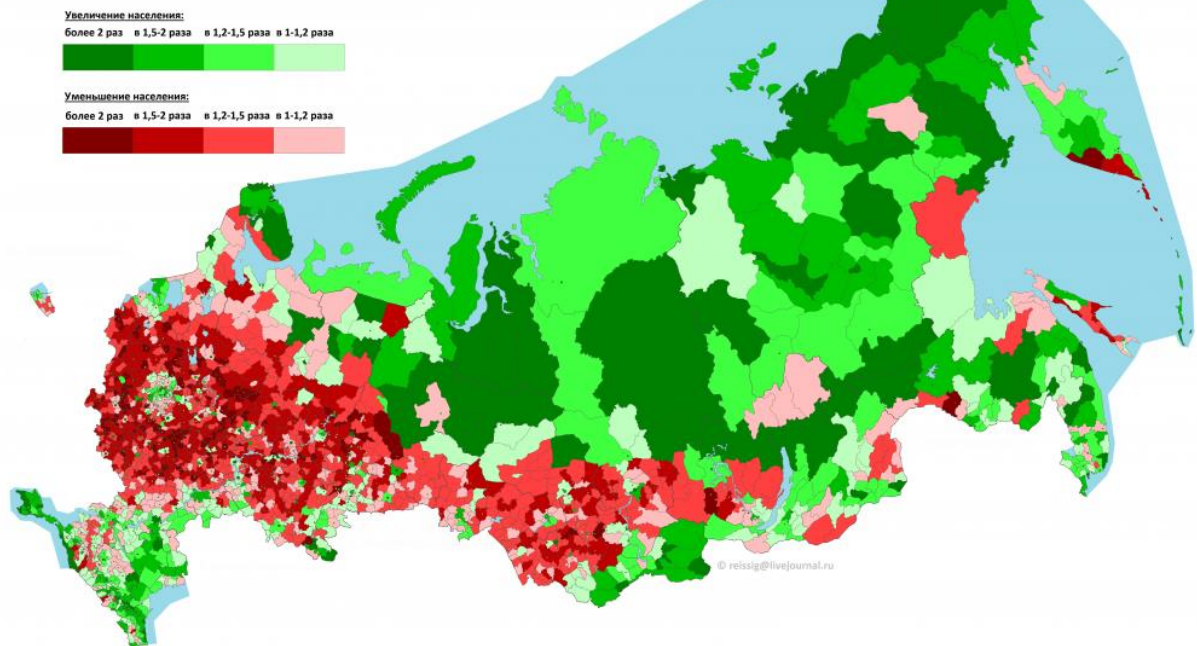 Увеличение населения:
более 2 раз в 1,5-2 раза в 1,2-1,5 раза в 1-1,2 раза
Уменьшение населения:
более 2 раз в 1,5-2 раза в 1,2-1,5 раза в 1-1,2 раза
© reissig@livejournal.ru